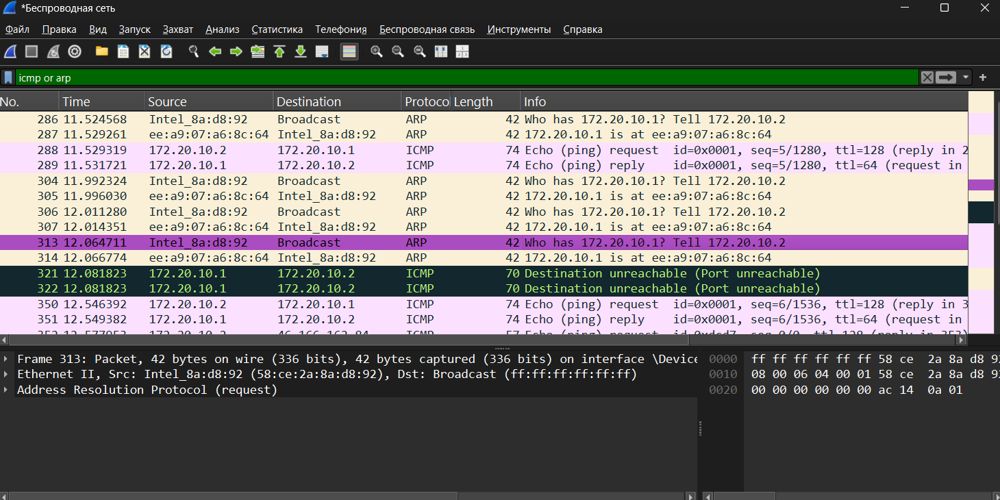 *Беспроводная сеть
Файл Правка Вид Запуск Захват Анализ Статистика Телефония Беспроводная связь Инструменты Справка
icmp or arp
No. Time Source Destination Protoco Length Info
286 11.524568 Intel_8a:d8:92 Broadcast ARP 42 Who has 172.20.10.1? Tell 172.20.10.2
287 11.529261 ee:a9:07:a6:8c:64 Intel_8a:d8:92 ARP 42 172.20.10.1 is at ee:a9:07:a6:8c:64
288 11.529319 172.20.10.2 172.20.10.1 ICMP 74 Echo (ping) request id=0x0001, seq=5/1280, ttl=128 (reply in 2
289 11.531721 172.20.10.1 172.20.10.2 ICMP 74 Echo (ping) reply id=0x0001, seq=5/1280, ttl=64 (request in
304 11.992324 Intel_8a:d8:92 Broadcast ARP 42 Who has 172.20.10.1? Tell 172.20.10.2
305 11.996030 ee:a9:07:a6:8c:64 Intel_8a:d8:92 ARP 42 172.20.10.1 is at ee:a9:07:a6:8c:64
306 12.011280 Intel_8a:d8:92 Broadcast ARP 42 Who has 172.20.10.1? Tell 172.20.10.2
307 12.014351 ee:a9:07:a6:8c:64 Intel_8a:d8:92 ARP 42 172.20.10.1 is at ee:a9:07:a6:8c:64
313 12.064711 Intel_8a:d8:92 Broadcast ARP 42 Who has 172.20.10.1? Tell 172.20.10.2
314 12.066774 ee:a9:07:a6:8c:64 Intel_8a:d8:92 ARP 42 172.20.10.1 is at ee:a9:07:a6:8c:64
321 12.081823 172.20.10.1 172.20.10.2 ICMP 70 Destination unreachable (Port unreachable)
322 12.081823 172.20.10.1 172.20.10.2 ICMP 70 Destination unreachable (Port unreachable)
350 12.546392 172.20.10.2 172.20.10.1 ICMP 74 Echo (ping) request id=0x0001, seq=6/1536, ttl=128 (reply in 3
351 12.549382 172.20.10.1 172.20.10.2 ICMP 74 Echo (ping) reply id=0x0001, seq=6/1536, ttl=64 (request in
Frame 313: Packet, 42 bytes on wire (336 bits), 42 bytes captured (336 bits) on interface \Device
Ethernet II, Src: Intel_8a:d8:92 (58:ce:2a:8a:d8:92), Dst: Broadcast (ff:ff:ff:ff:ff:ff)
Address Resolution Protocol (request)
0000 ff ff ff ff ff ff 58 ce 2a 8a d8 92
0010 08 00 06 04 00 01 58 ce 2a 8a d8 92
0020 00 00 00 00 00 00 ac 14 0a 01